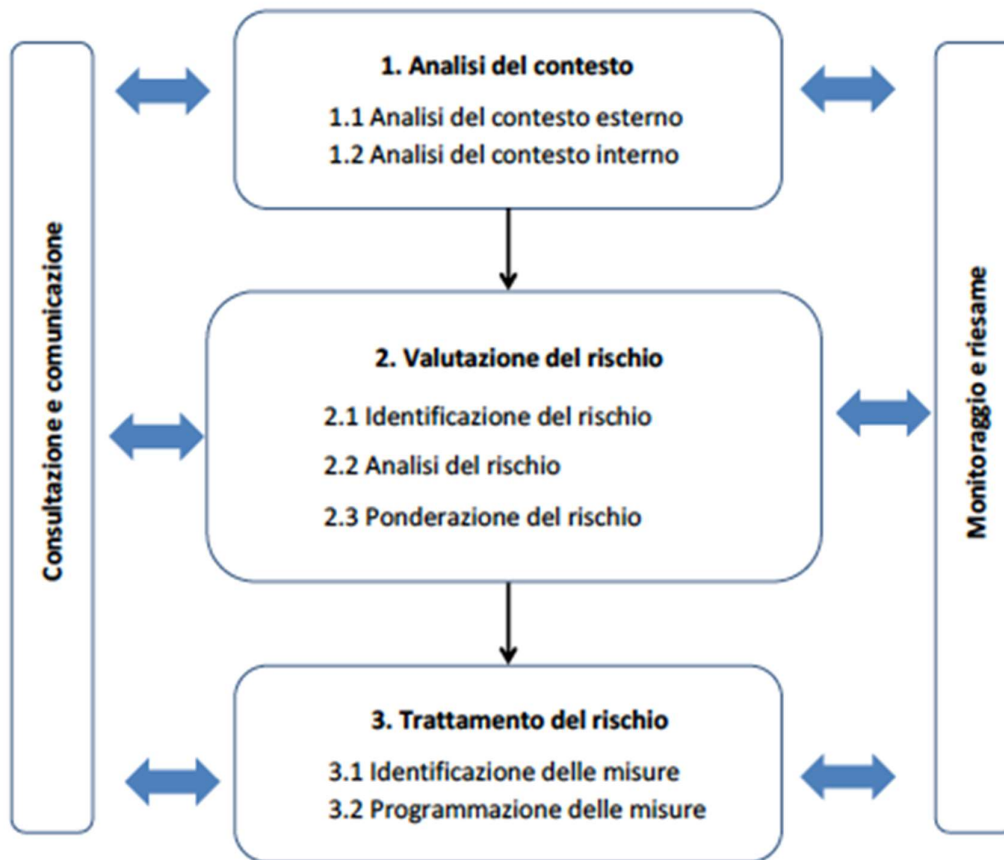 Consultazione e comunicazione
1. Analisi del contesto
1.1 Analisi del contesto esterno
1.2 Analisi del contesto interno
2. Valutazione del rischio
2.1 Identificazione del rischio
2.2 Analisi del rischio
2.3 Ponderazione del rischio
3. Trattamento del rischio
3.1 Identificazione delle misure
3.2 Programmazione delle misure
Monitoraggio e riesame